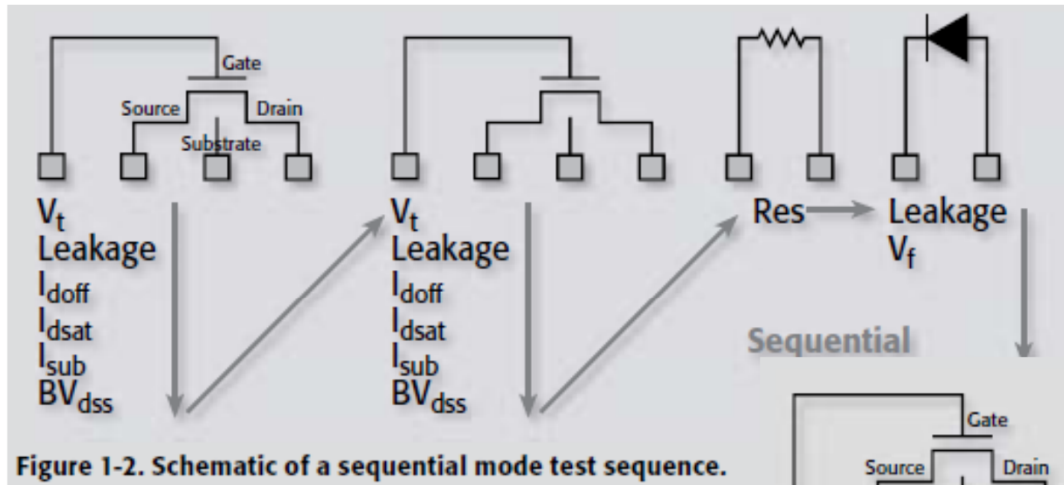 Gate
Source Drain
Substrate
Vt
Leakage
Idoff
Idsat
Isub
BVdss
Vt
Leakage
Idoff
Idsat
Isub
BVdss
Res
Leakage
Vf
Sequential
Gate
Source Drain
Figure 1-2. Schematic of a sequential mode test sequence.